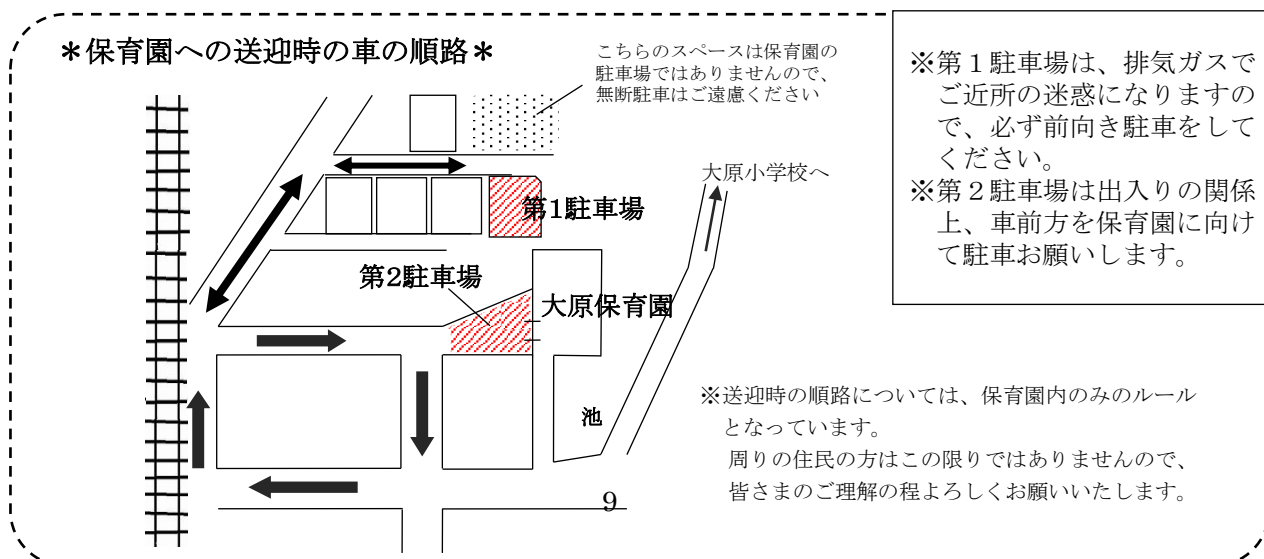 ＊保育園への送迎時の車の順路＊
こちらのスペースは保育園の
駐車場ではありませんので、
無断駐車はご遠慮ください
※第１駐車場は、排気ガスで
ご近所の迷惑になりますの
で、必ず前向き駐車をして
ください。
※第２駐車場は出入りの関係
上、車前方を保育園に向け
て駐車お願いします。
大原小学校へ
第1駐車場
第2駐車場
大原保育園
池
※送迎時の順路については、保育園内のみのルール
となっています。
周りの住民の方はこの限りではありませんので、
皆さまのご理解の程よろしくお願いいたします。
9